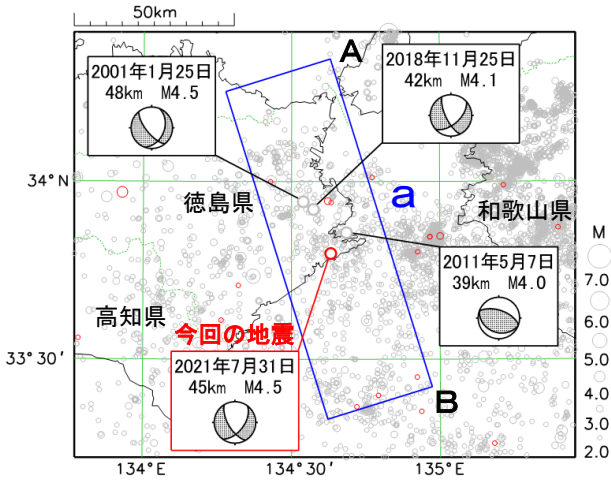 50km
A
2001年1月25日
48km M4.5
2018年11月25日
42km M4.1
34°N
徳島県
a
和歌山県
M
7.0
6.0
5.0
4.0
3.0
2.0
2011年5月7日
39km M4.0
高知県
今回の地震
33°30′
2021年7月31日
45km M4.5
B
134°E
134°30′
135°E